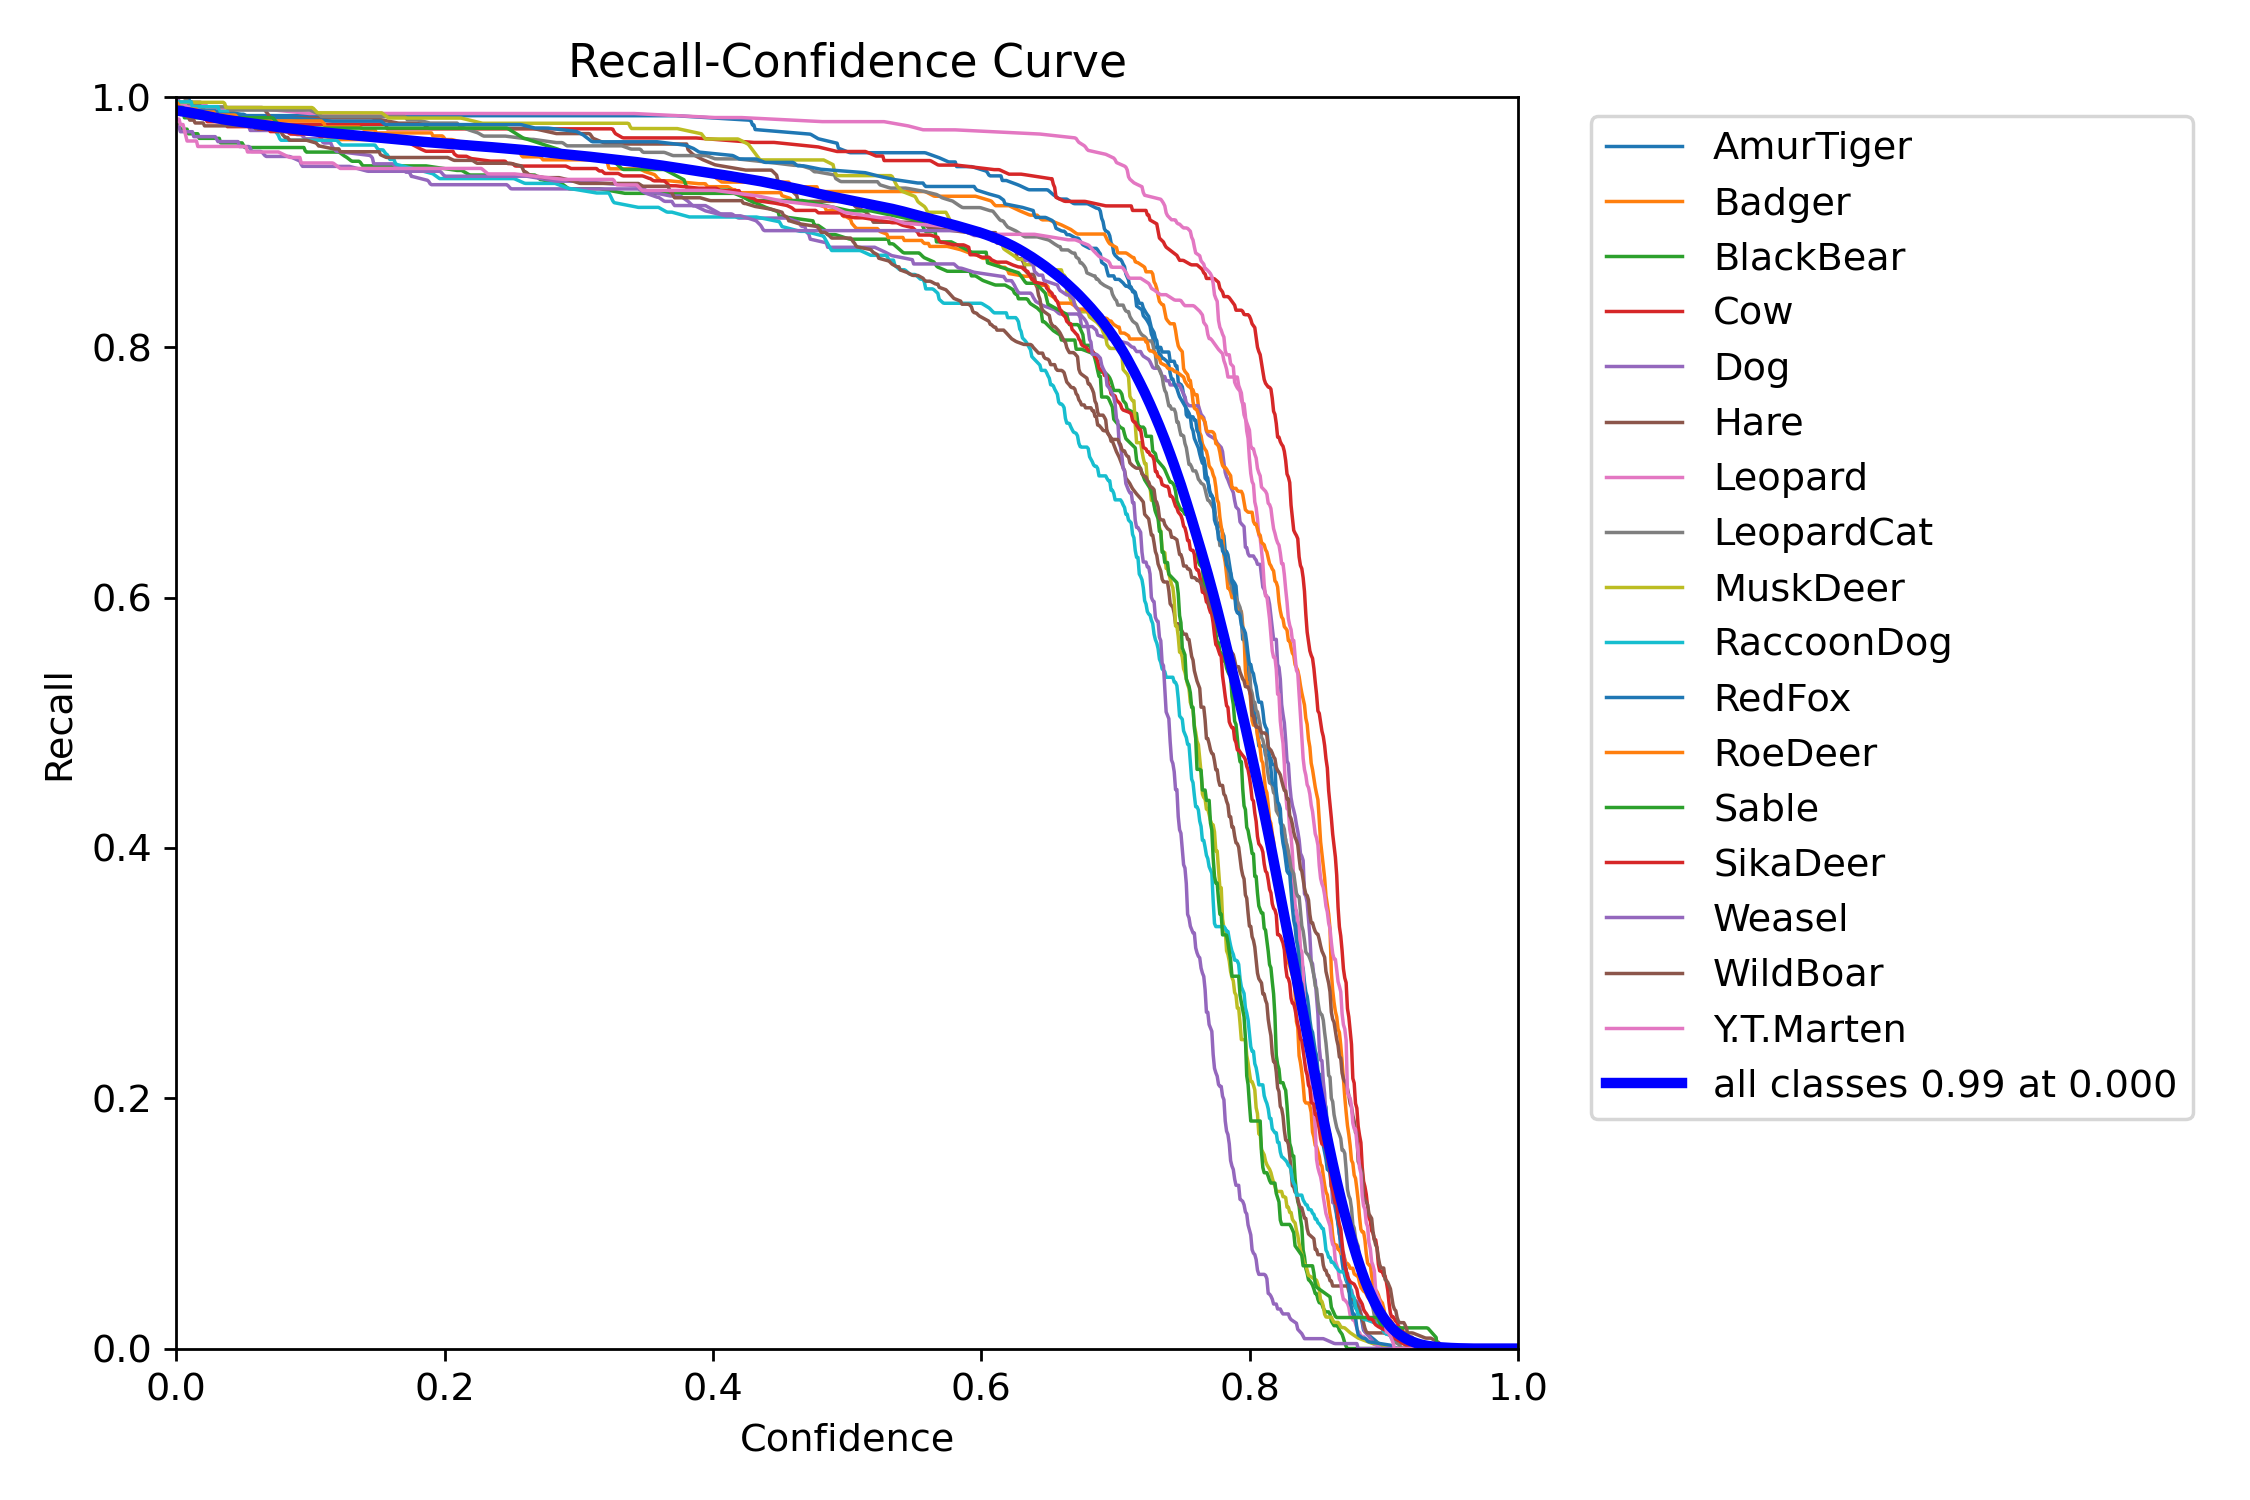 Recall-Confidence Curve
1.0
0.8
0.6
0.4
0.2
0.0
Recall
0.0 0.2 0.4 0.6 0.8 1.0
Confidence
AmurTiger
Badger
BlackBear
Cow
Dog
Hare
Leopard
LeopardCat
MuskDeer
RaccoonDog
RedFox
RoeDeer
Sable
SikaDeer
Weasel
WildBoar
Y.T.Marten
all classes 0.99 at 0.000